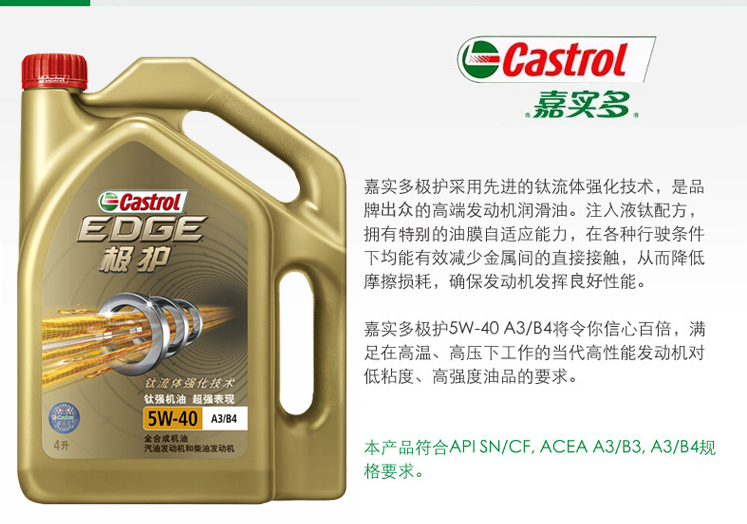 Castrol
嘉实多
Castrol
EDGE
极护
钛流体强化技术
钛强机油 超强表现
5W-40 A3/B4
Castrol
4升
全合成机油
汽油发动机和柴油发动机
嘉实多极护采用先进的钛流体强化技术，是品
牌出众的高端发动机润滑油。注入液钛配方，
拥有特别的油膜自适应能力，在各种行驶条件
下均能有效减少金属间的直接接触，从而降低
摩擦损耗，确保发动机发挥良好性能。
嘉实多极护5W-40 A3/B4将令你信心百倍，满
足在高温、高压下工作的当代高性能发动机对
低粘度、高强度油品的要求。
本产品符合API SN/CF, ACEA A3/B3, A3/B4规
格要求。